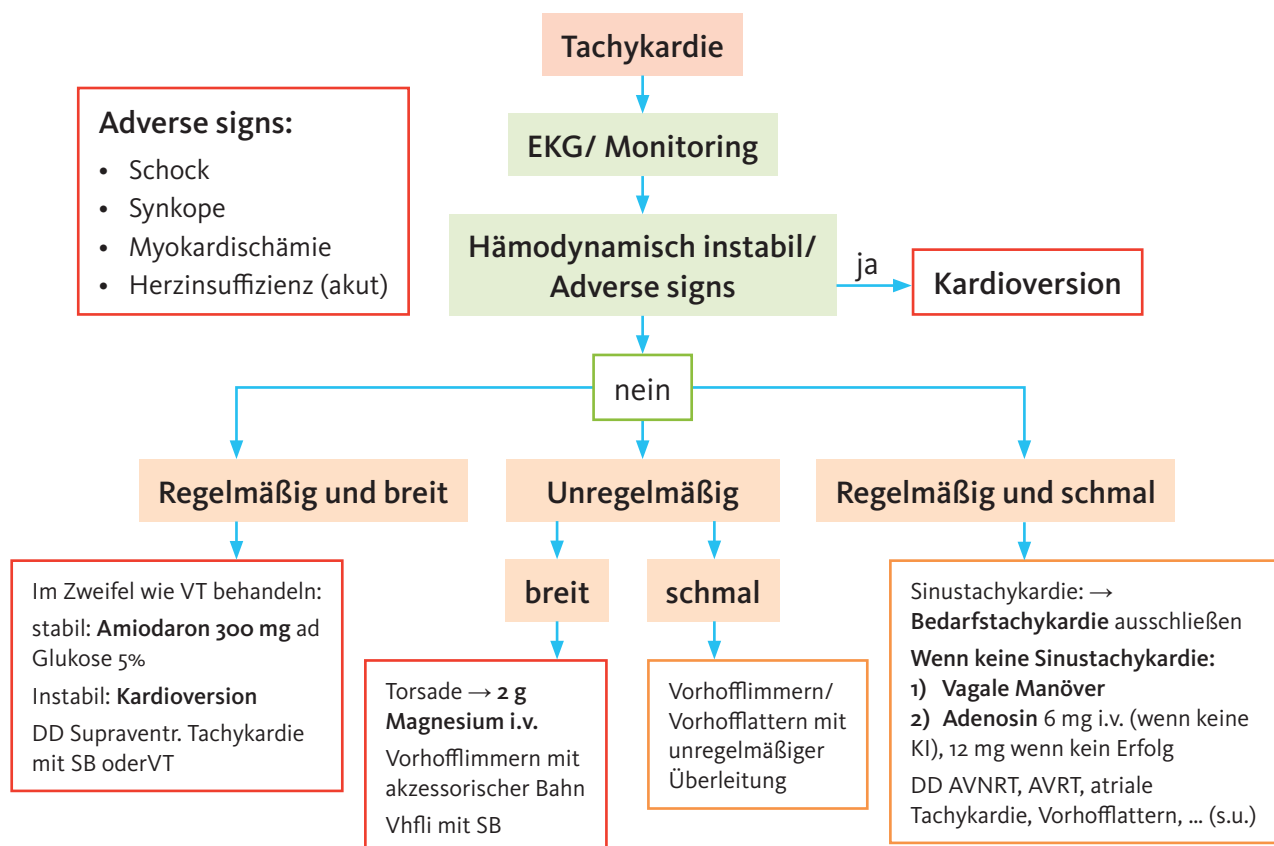 Tachykardie
Adverse signs:
• Schock
• Synkope
• Myokardischämie
• Herzinsuffizienz (akut)
EKG/ Monitoring
Hämodynamisch instabil/
Adverse signs
ja
Kardioversion
nein
Regelmäßig und breit
Unregelmäßig
Regelmäßig und schmal
breit
schmal
Im Zweifel wie VT behandeln:
stabil: Amiodaron 300 mg ad
Glukose 5%
Instabil: Kardioversion
DD Supraventr. Tachykardie
mit SB oderVT
Torsade → 2 g
Magnesium i.v.
Vorhofflimmern mit
akzessorischer Bahn
Vhfli mit SB
Vorhofflimmern/
Vorhofflattern mit
unregelmäßiger
Überleitung
Sinustachykardie: →
Bedarfstachykardie ausschließen
Wenn keine Sinustachykardie:
1) Vagale Manöver
2) Adenosin 6 mg i.v. (wenn keine
KI), 12 mg wenn kein Erfolg
DD AVNRT, AVRT, atriale
Tachykardie, Vorhofflattern, ... (s.u.)